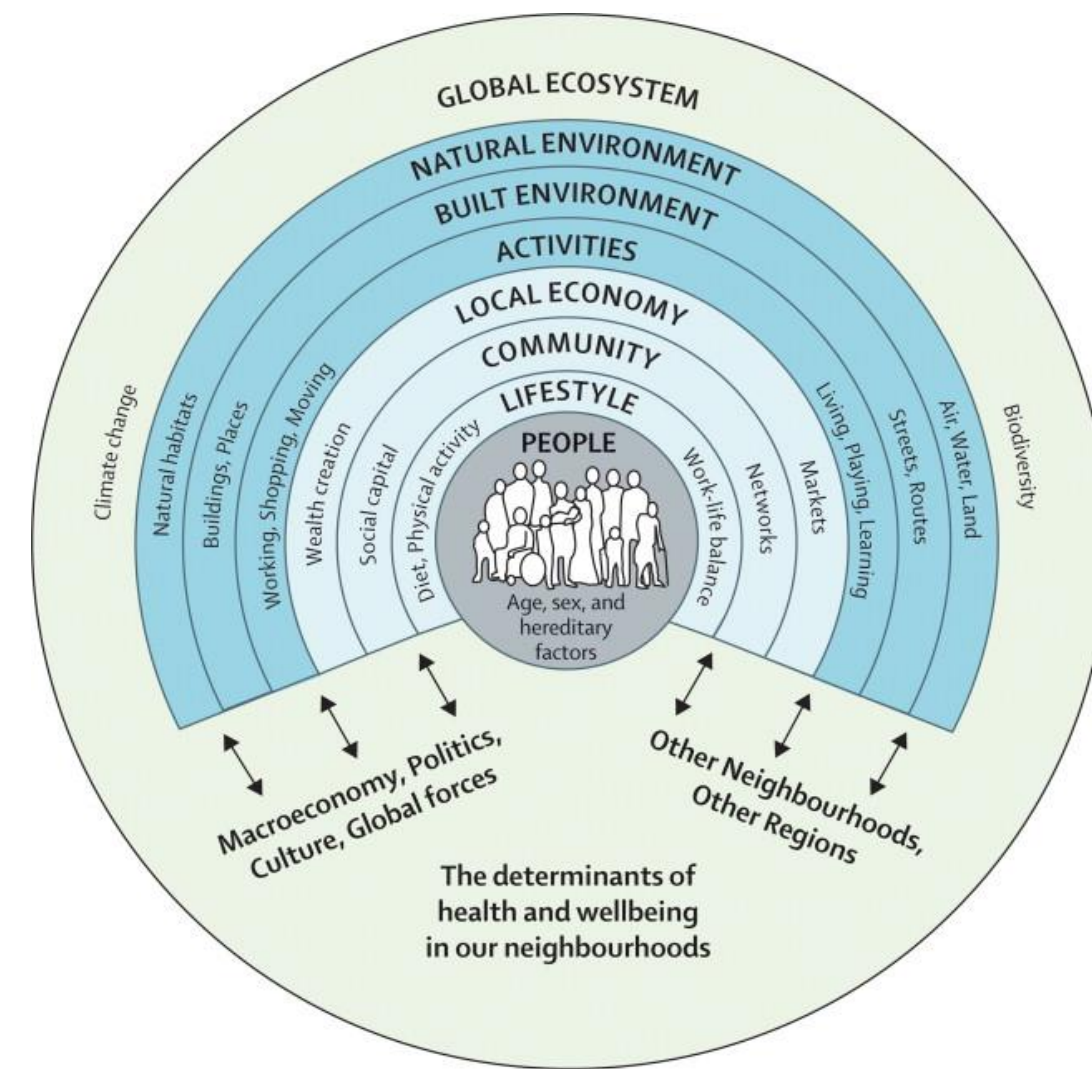 GLOBAL ECOSYSTEM
NATURAL ENVIRONMENT
BUILT ENVIRONMENT
ACTIVITIES
LOCAL ECONOMY
COMMUNITY
LIFESTYLE
PEOPLE
Age, sex, and
hereditary
factors
Climate change
Natural habitats
Buildings, Places
Working, Shopping, Moving
Wealth creation
Social capital
Diet, Physical activity
Work-life balance
Networks
Markets
Living, Playing, Learning
Streets, Routes
Air, Water, Land
Biodiversity
Macroeconomy, Politics,
Culture, Global forces
Other Neighbourhoods,
Other Regions
The determinants of
health and wellbeing
in our neighbourhoods